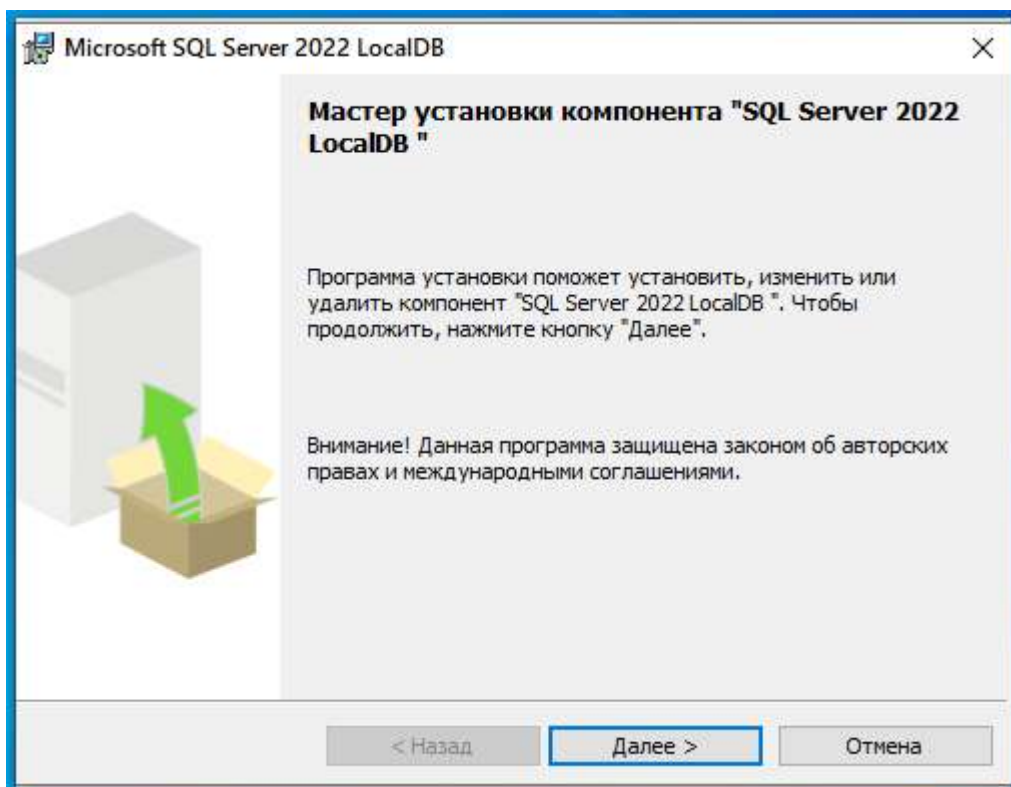 Microsoft SQL Server 2022 LocalDB
Мастер установки компонента "SQL Server 2022
LocalDB "
Программа установки поможет установить, изменить или
удалить компонент "SQL Server 2022 LocalDB ". Чтобы
продолжить, нажмите кнопку "Далее".
Внимание! Данная программа защищена законом об авторских
правах и международными соглашениями.
< Назад
Далее >
Отмена